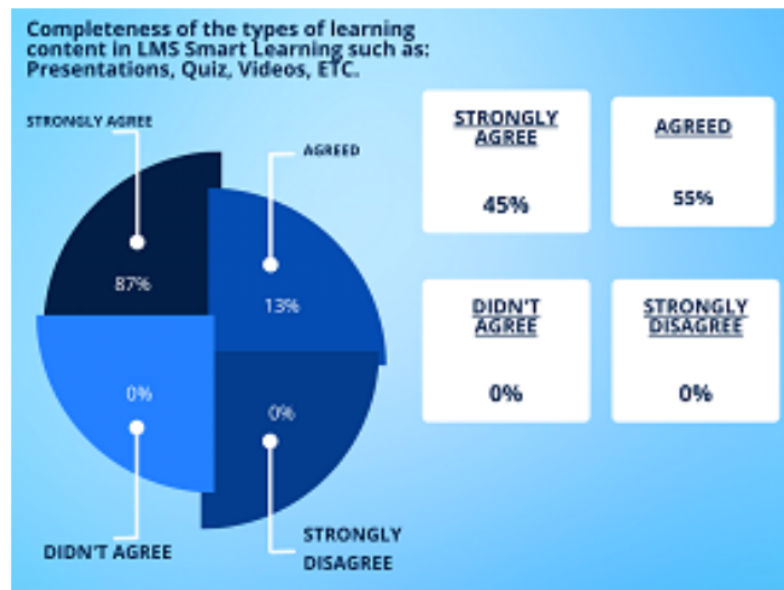 Completeness of the types of learning
content in LMS Smart Learning such as:
Presentations, Quiz, Videos, ETC.
STRONGLY AGREE
AGREED
87%
13%
0%
0%
DIDN'T AGREE
STRONGLY
DISAGREE
STRONGLY
AGREE
45%
AGREED
55%
DIDN'T
AGREE
0%
STRONGLY
DISAGREE
0%